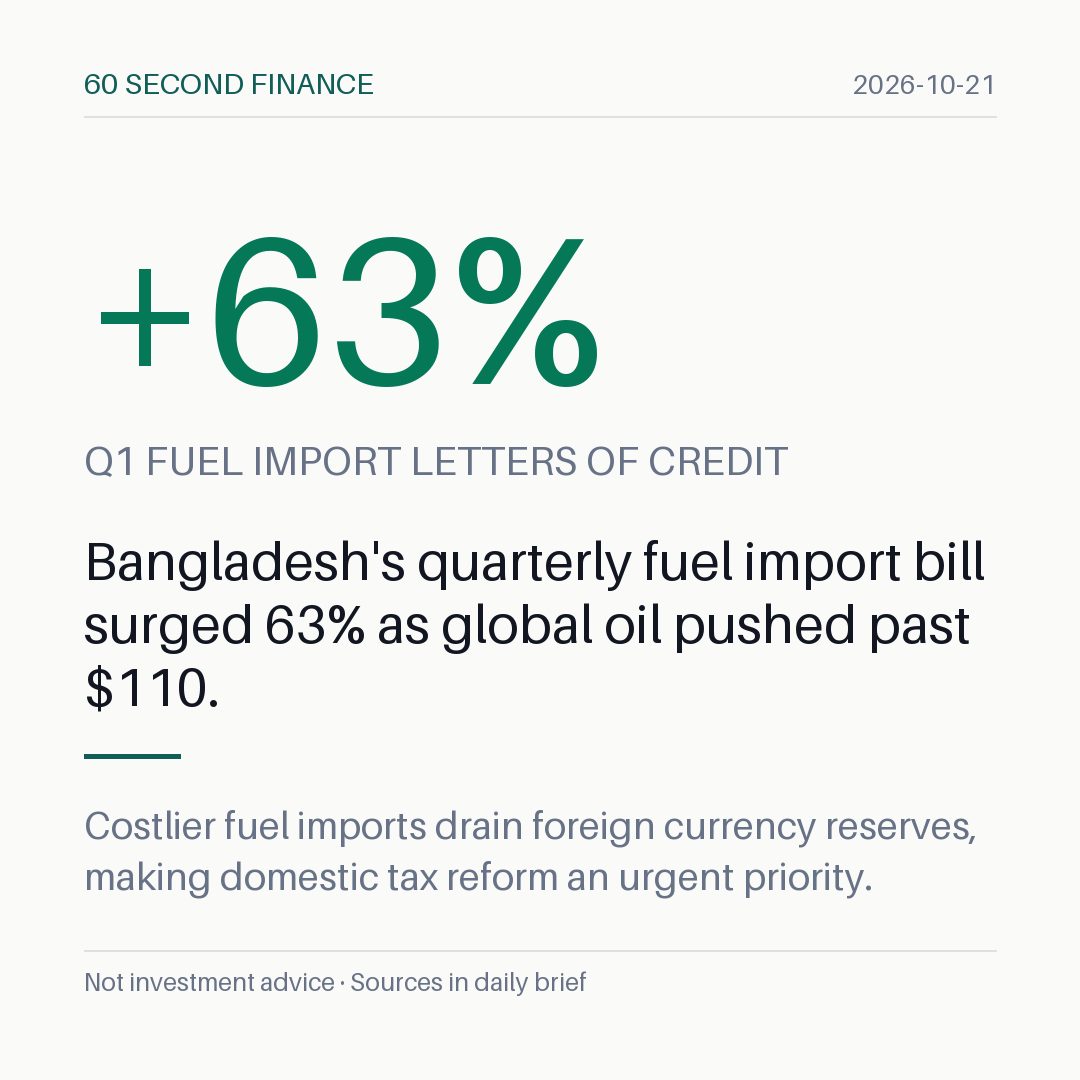 60 SECOND FINANCE
2026-10-21
+63%
Q1 FUEL IMPORT LETTERS OF CREDIT
Bangladesh's quarterly fuel import bill
surged 63% as global oil pushed past
$110.
Costlier fuel imports drain foreign currency reserves,
making domestic tax reform an urgent priority.
Not investment advice · Sources in daily brief